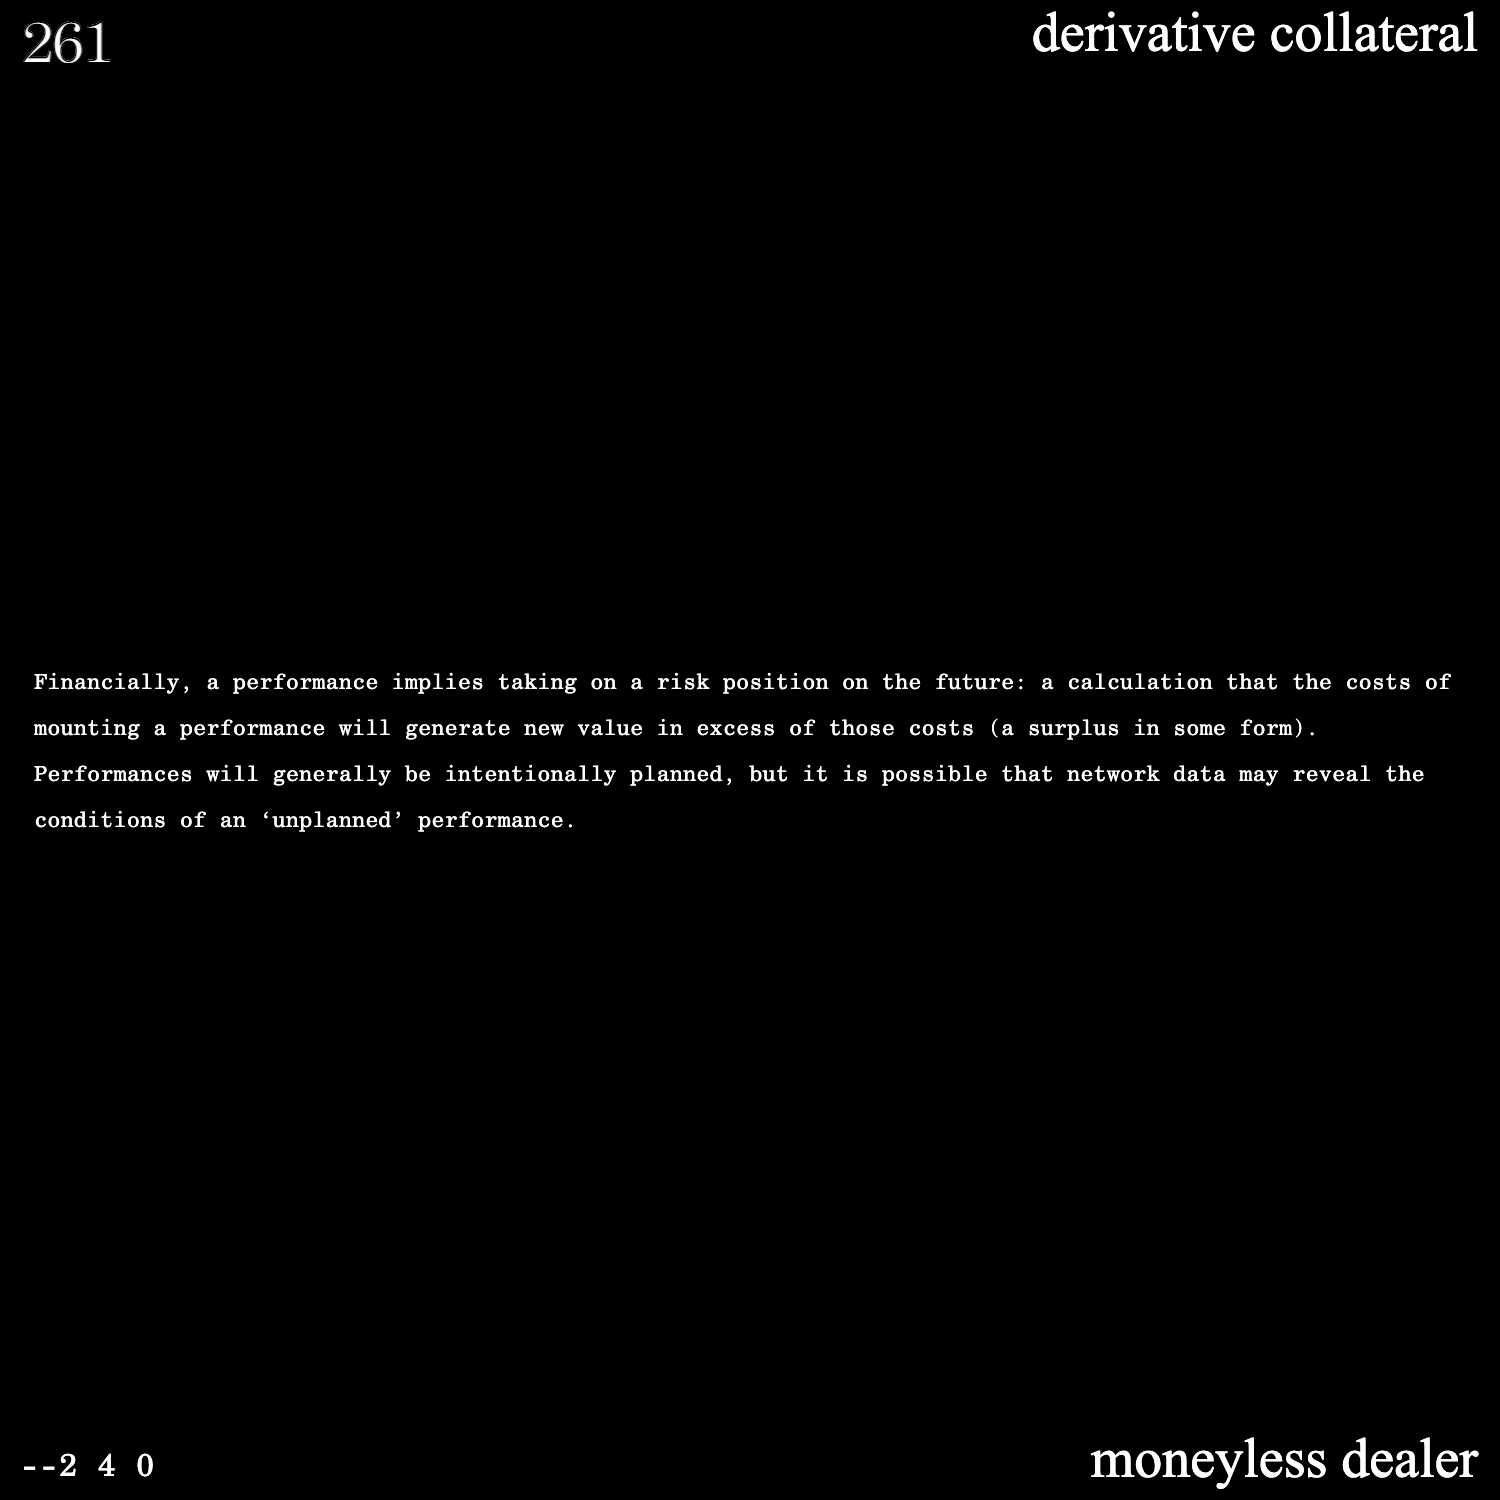 261
derivative collateral
Financially, a performance implies taking on a risk position on the future: a calculation that the costs of
mounting a performance will generate new value in excess of those costs (a surplus in some form).
Performances will generally be intentionally planned, but it is possible that network data may reveal the
conditions of an ‘unplanned’ performance.
--2 4 0
moneyless dealer